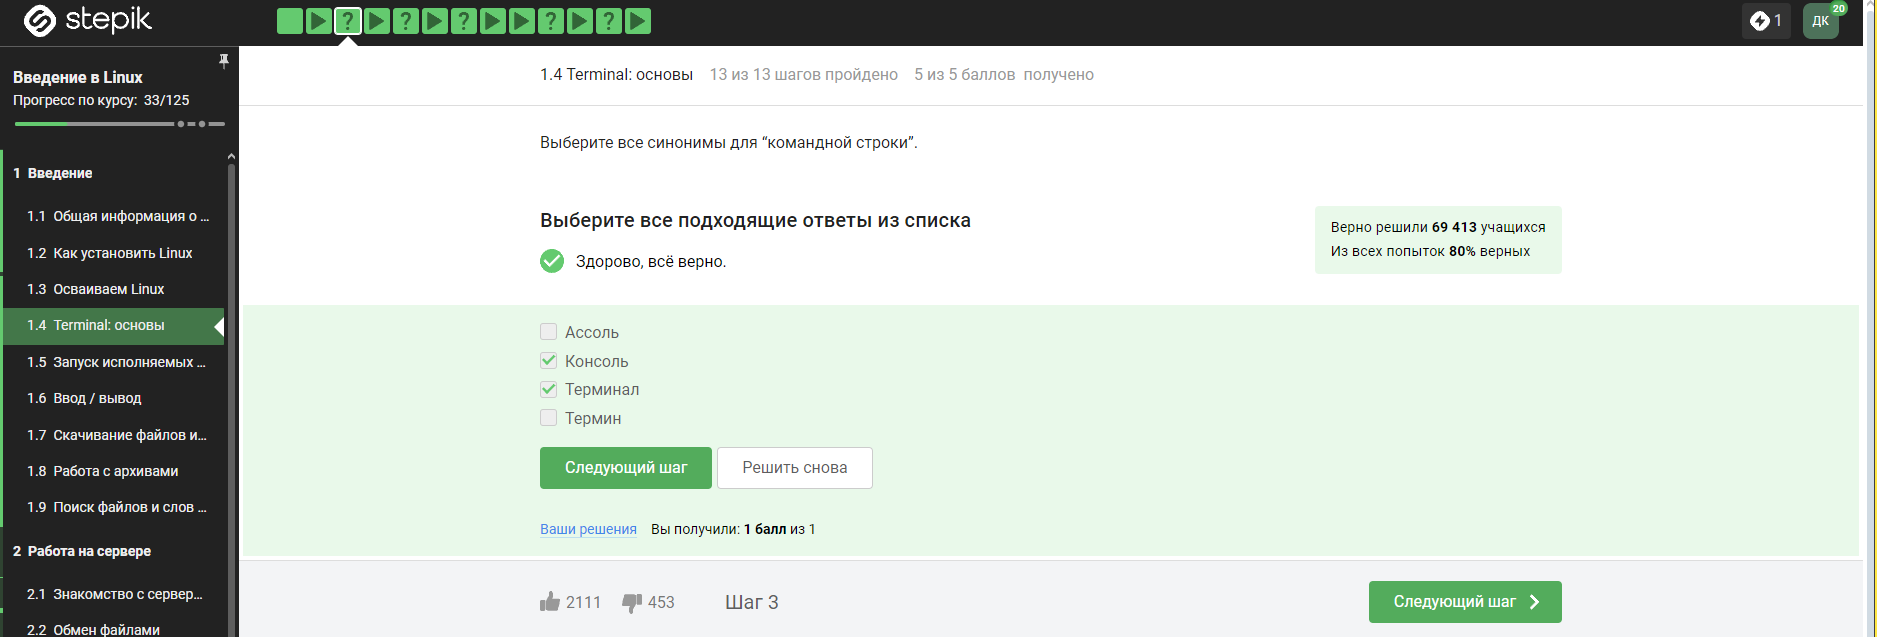 stepik
? ? ? ? ?
1
ДК
20
Введение в Linux
Прогресс по курсу: 33/125
1 Введение
1.1 Общая информация о ...
1.2 Как установить Linux
1.3 Осваиваем Linux
1.4 Terminal: основы
1.5 Запуск исполняемых ...
1.6 Ввод / вывод
1.7 Скачивание файлов и...
1.8 Работа с архивами
1.9 Поиск файлов и слов ...
2 Работа на сервере
2.1 Знакомство с сервер...
2.2 Обмен файлами
1.4 Terminal: основы 13 из 13 шагов пройдено 5 из 5 баллов получено
Выберите все синонимы для “командной строки”.
Выберите все подходящие ответы из списка
Здорово, всё верно.
Верно решили 69 413 учащихся
Из всех попыток 80% верных
Ассоль
Консоль
Терминал
Термин
Следующий шаг
Решить снова
Ваши решения Вы получили: 1 балл из 1
2111 453 Шаг 3
Следующий шаг